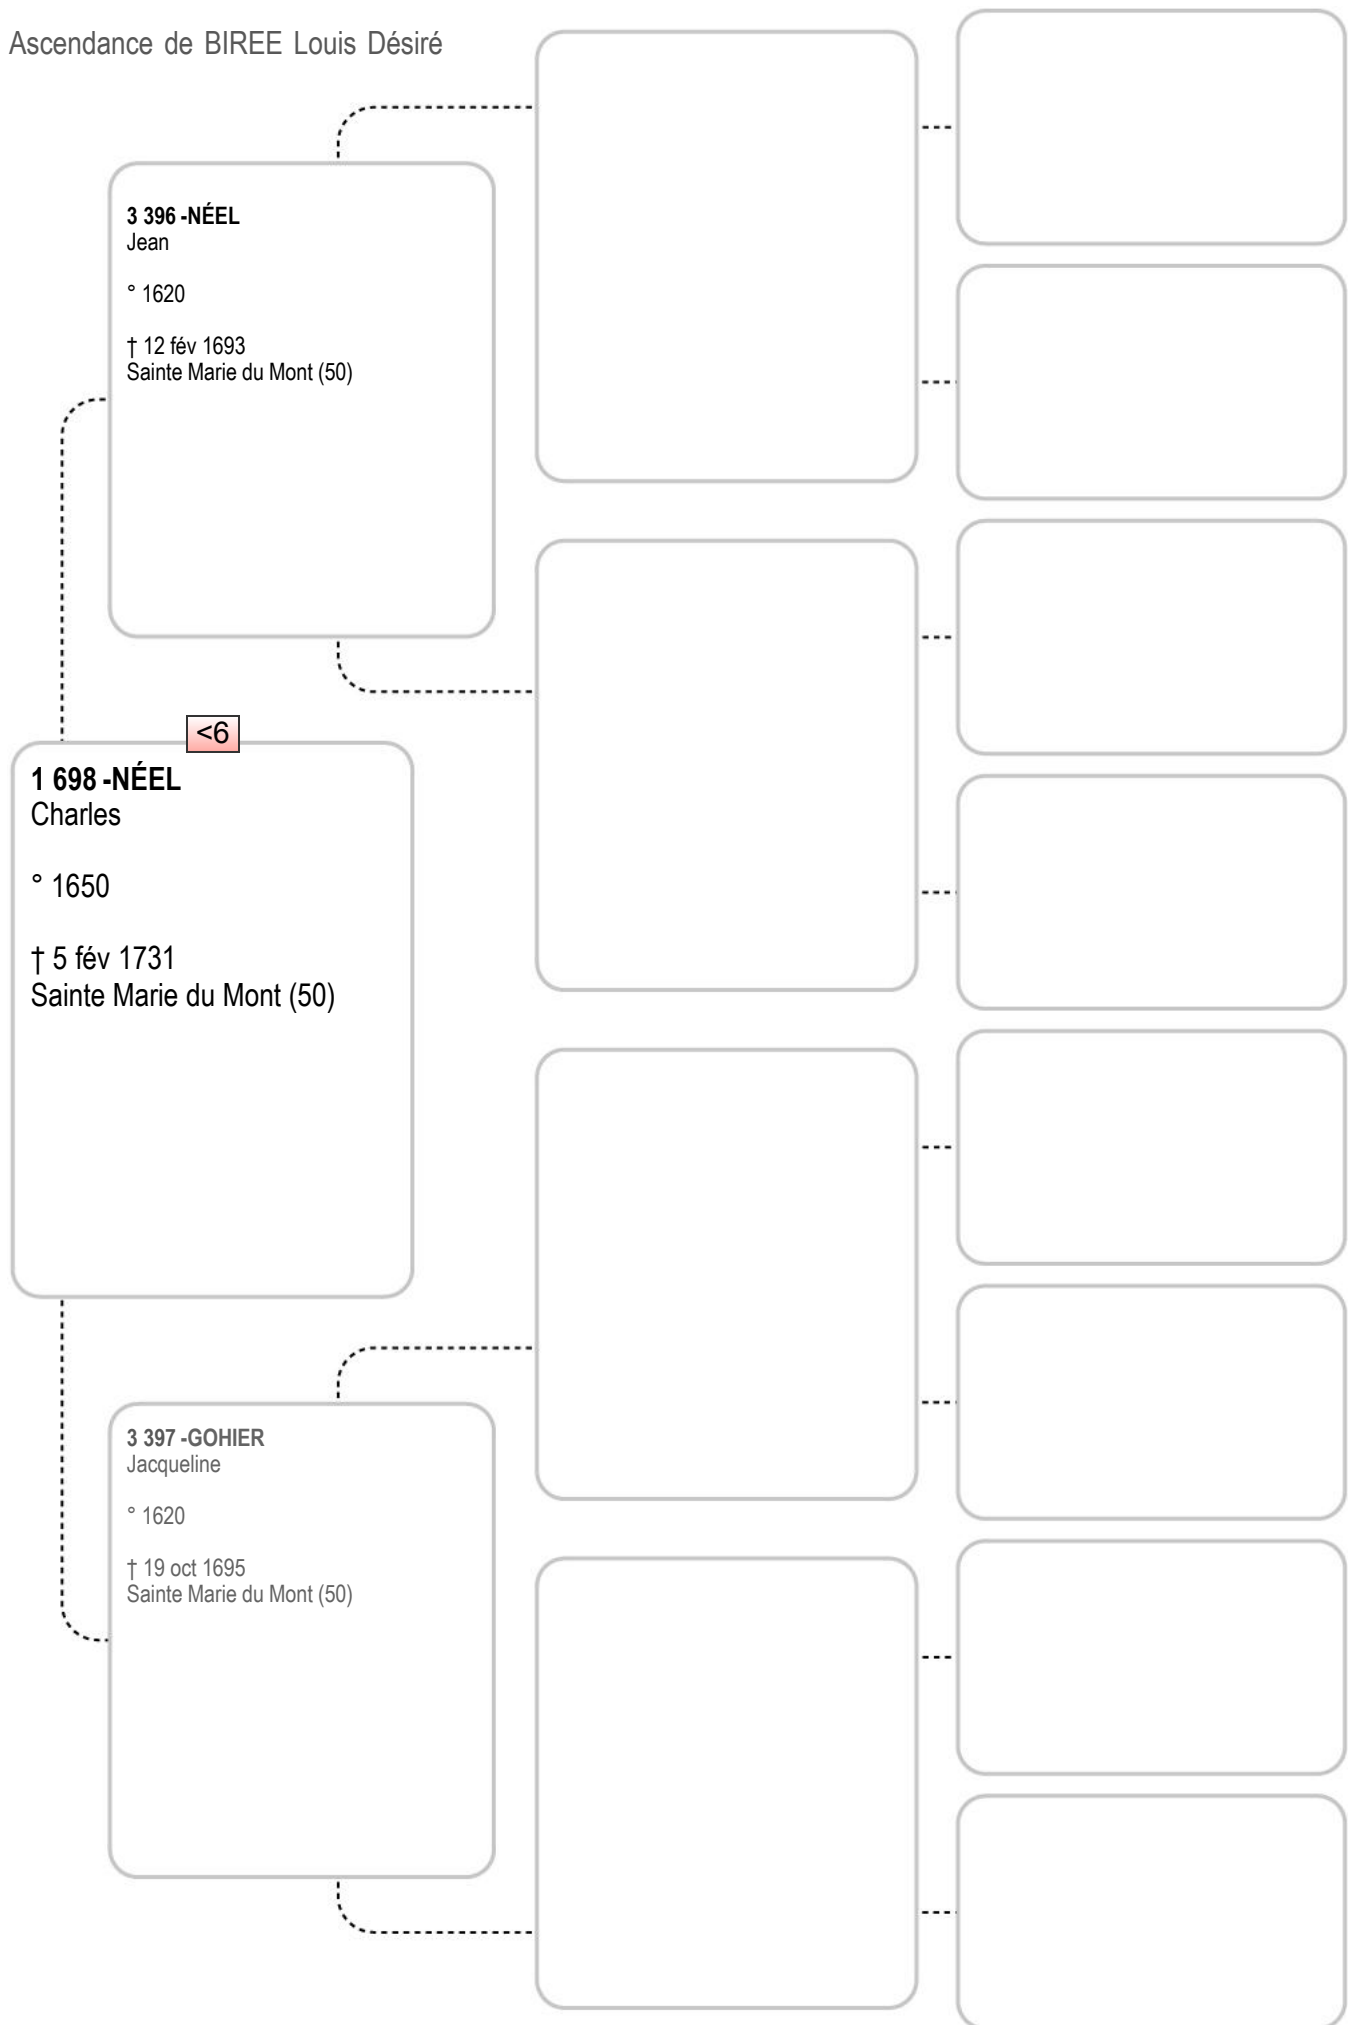 Ascendance de BIREE Louis Désiré
3 396 -NÉEL
Jean
° 1620
† 12 fév 1693
Sainte Marie du Mont (50)
<6
1 698 -NÉEL
Charles
° 1650
† 5 fév 1731
Sainte Marie du Mont (50)
3 397 -GOHIER
Jacqueline
° 1620
† 19 oct 1695
Sainte Marie du Mont (50)